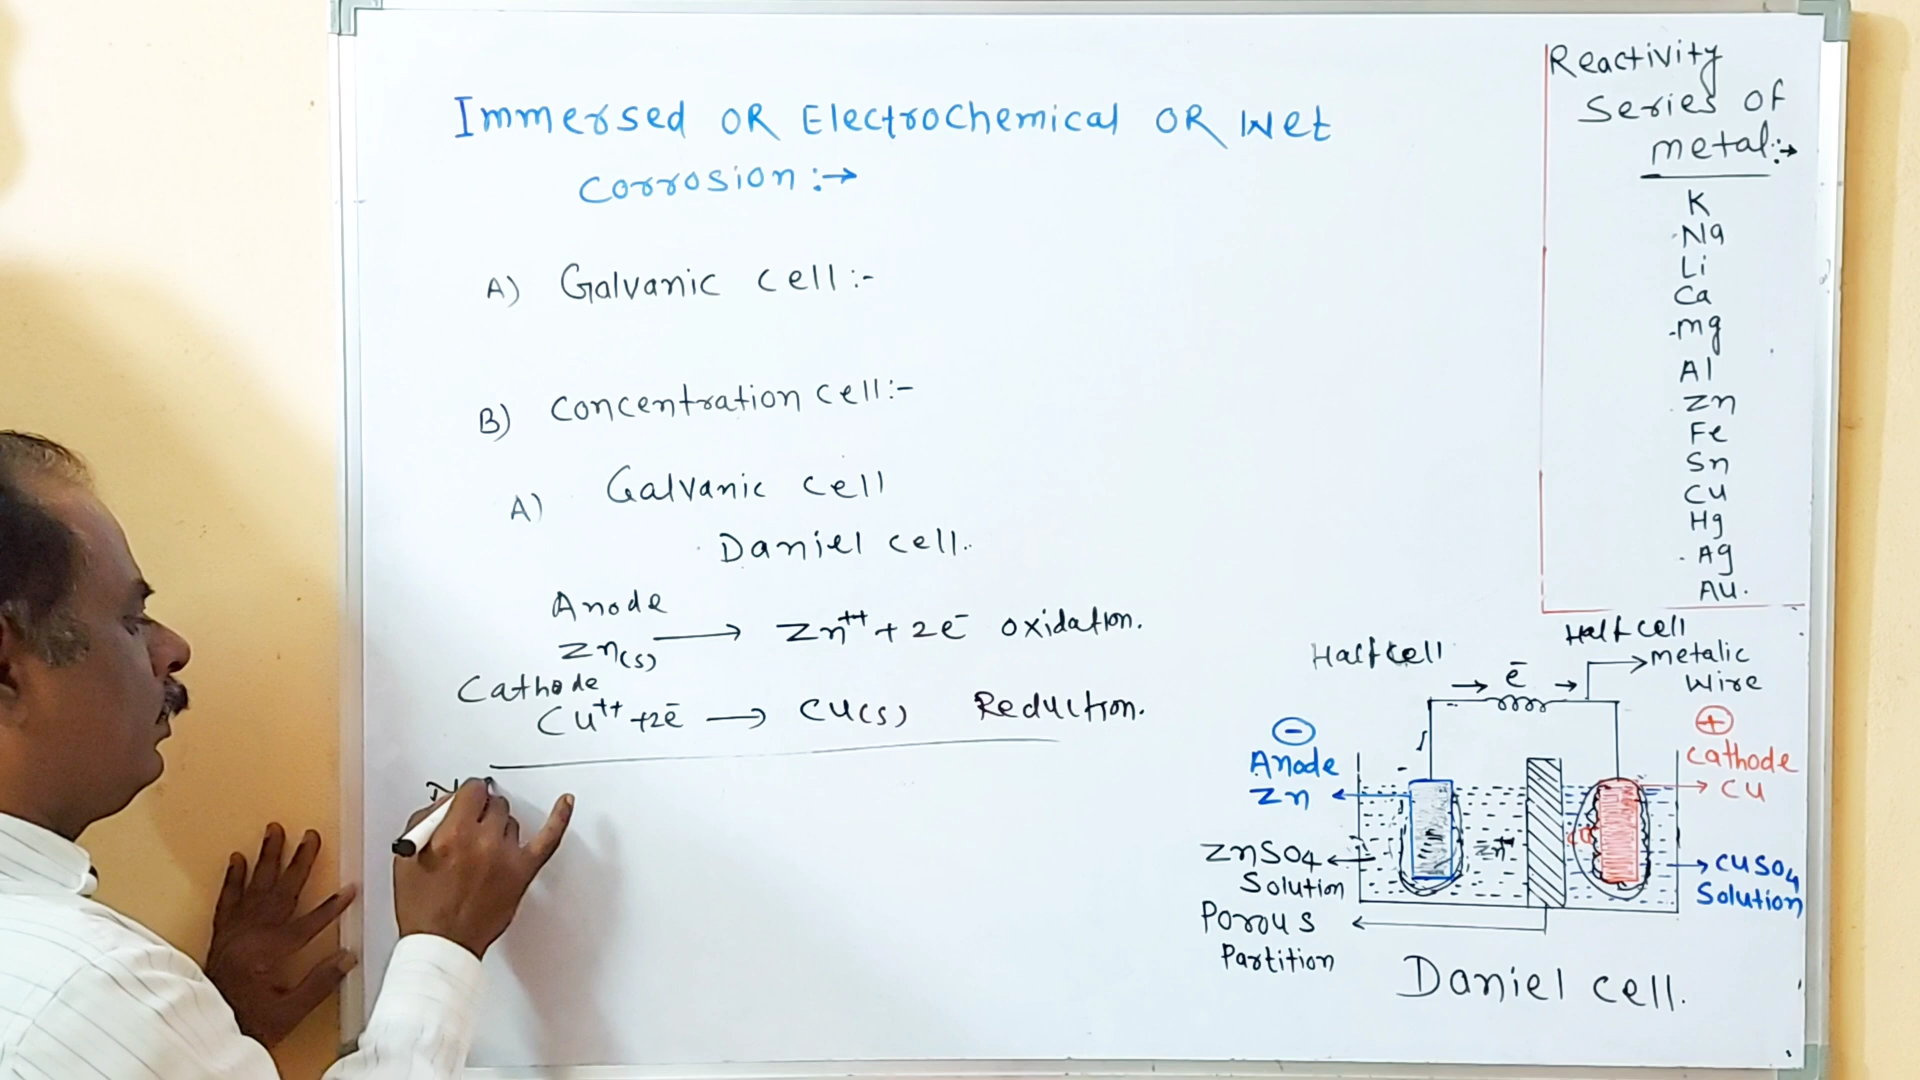 Immersed OR Electrochemical OR Wet
Corrosion :→
A) Galvanic cell :-
B) Concentration cell :-
A) Galvanic cell
Daniel cell.
Anode
Zn(s) ⟶ Zn⁺⁺ + 2e⁻ oxidation.
Cathode
Cu⁺⁺ + 2e⁻ ⟶ Cu(s) Reduction.
Reactivity
Series of
metal :→
K
Na
Li
Ca
mg
Al
Zn
Fe
Sn
Cu
Hg
Ag
Au.
Half cell
Half cell
→ e⁻ →
metalic
Wire
−
Anode
Zn
+
Cathode
Cu
ZnSO₄
Solution
Zn⁺⁺
CuSO₄
Solution
Porous
Partition
Daniel cell.